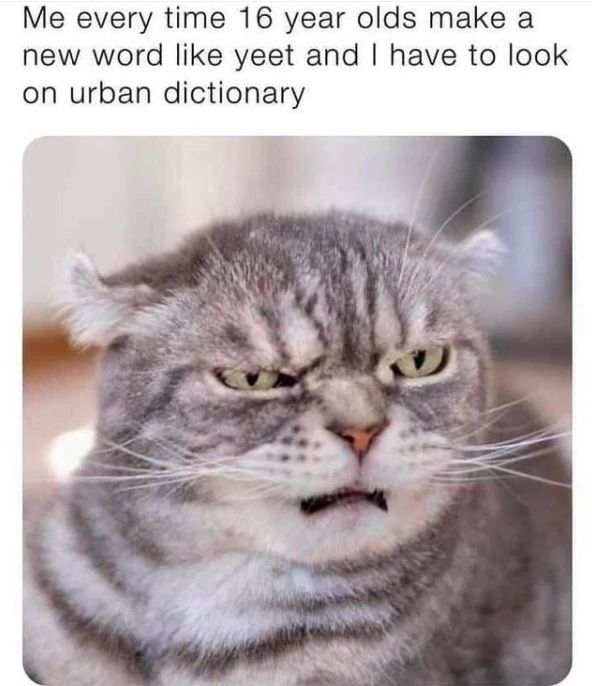 Me every time 16 year olds make a
new word like yeet and I have to look
on urban dictionary